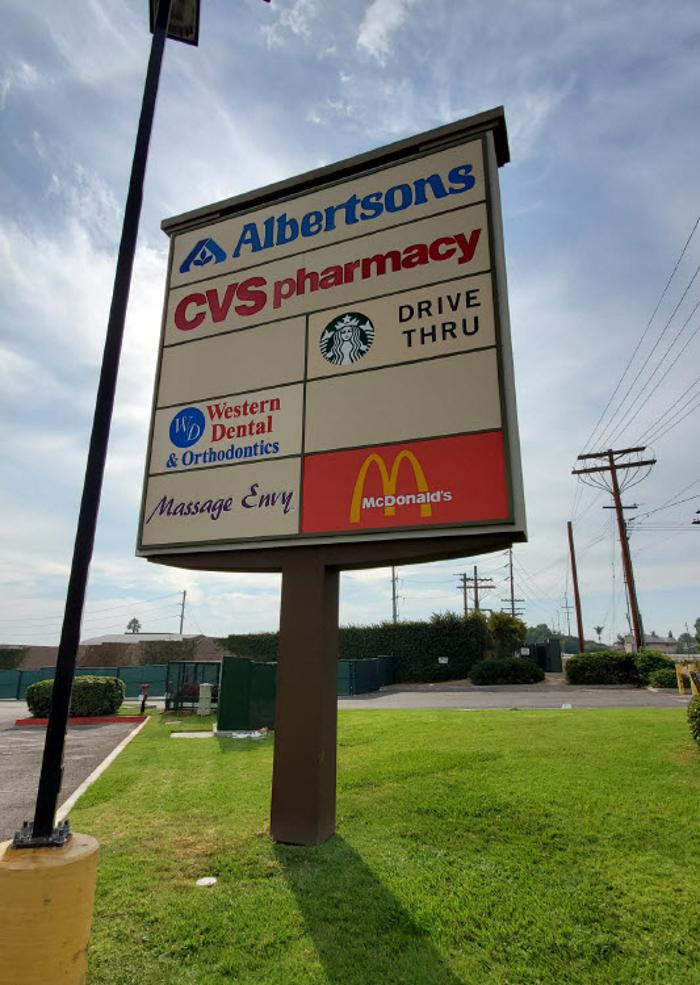 Albertsons
CVS pharmacy
DRIVE
THRU
WD
Western
Dental
& Orthodontics
Massage Envy
McDonald's